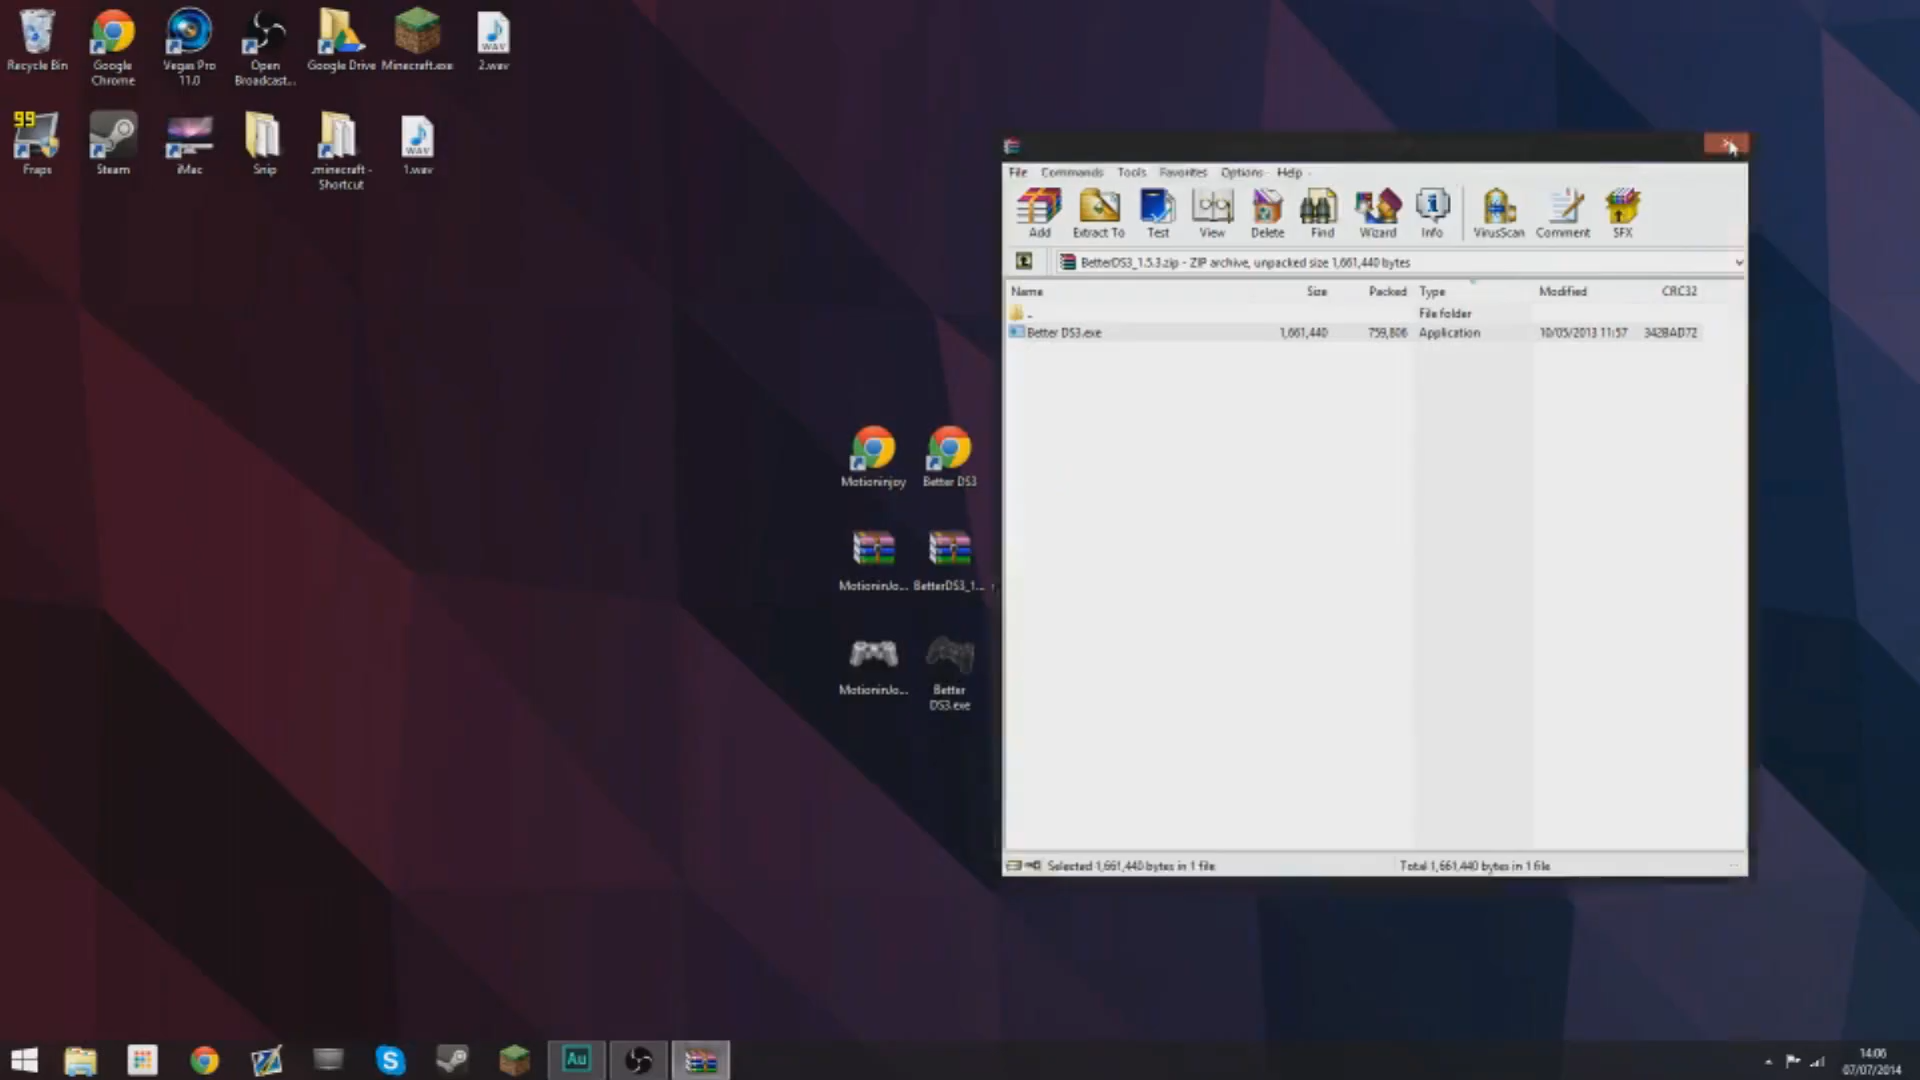 Recycle Bin
Google Chrome
Vegas Pro 11.0
Open Broadcast...
Google Drive
Minecraft.exe
WAV
2.wav
99
Fraps
Steam
iMac
Snip
.minecraft - Shortcut
WAV
1.wav
File Commands Tools Favorites Options Help
Add Extract To Test View Delete Find Wizard Info VirusScan Comment SFX
BetterDS3_1.5.3.zip - ZIP archive, unpacked size 1,661,440 bytes
Name Size Packed Type Modified CRC32
.. File folder
Better DS3.exe 1,661,440 759,806 Application 10/05/2013 11:57 342BAD72
Motioninjoy
Better DS3
MotioninJo...
BetterDS3_1...
MotioninJo...
Better DS3.exe
Selected 1,661,440 bytes in 1 file
Total 1,661,440 bytes in 1 file
Au
14:06
07/07/2014